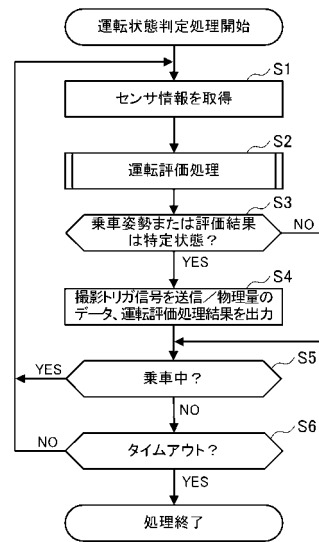 運転状態判定処理開始
S1
センサ情報を取得
S2
運転評価処理
S3
乗車姿勢または評価結果
は特定状態?
NO
YES
S4
撮影トリガ信号を送信/物理量の
データ、運転評価処理結果を出力
S5
YES
乗車中?
NO
S6
NO
タイムアウト?
YES
処理終了